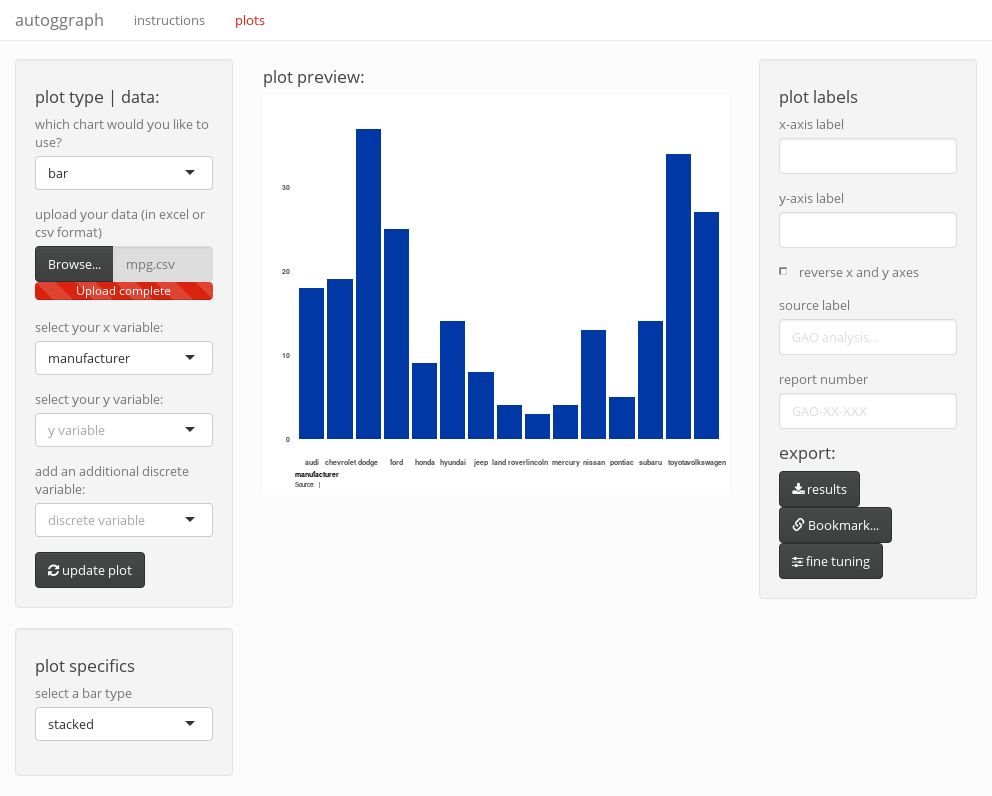 autoggraph instructions plots
plot type | data:
which chart would you like to
use?
bar
upload your data (in excel or
csv format)
Browse... mpg.csv
Upload complete
select your x variable:
manufacturer
select your y variable:
y variable
add an additional discrete
variable:
discrete variable
update plot
plot specifics
select a bar type
stacked
plot preview:
30
20
10
0
audi chevrolet dodge ford honda hyundai jeep land rover lincoln mercury nissan pontiac subaru toyota volkswagen
manufacturer
Source: |
plot labels
x-axis label
y-axis label
reverse x and y axes
source label
GAO analysis...
report number
GAO-XX-XXX
export:
results
Bookmark...
fine tuning